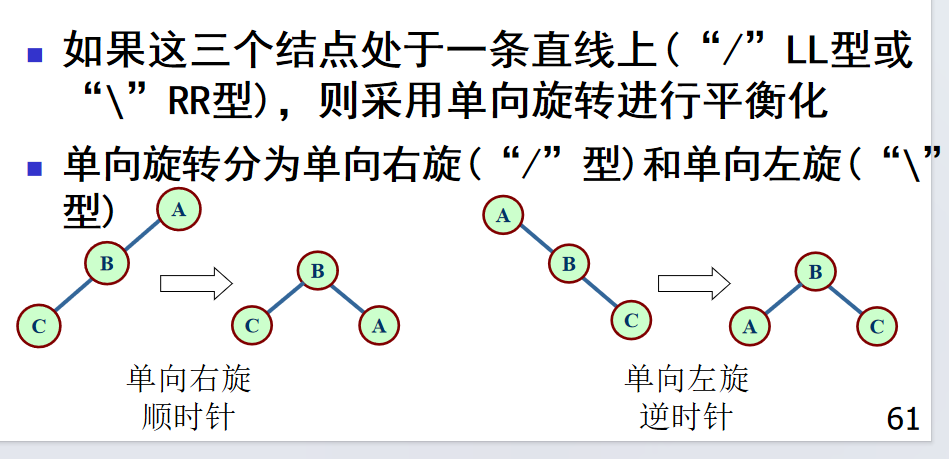 如果这三个结点处于一条直线上(“/”LL型或
“\”RR型)，则采用单向旋转进行平衡化
单向旋转分为单向右旋(“/”型)和单向左旋(“\”
型)
A
B
C
B
C
A
A
B
C
B
A
C
单向右旋
顺时针
单向左旋
逆时针
61